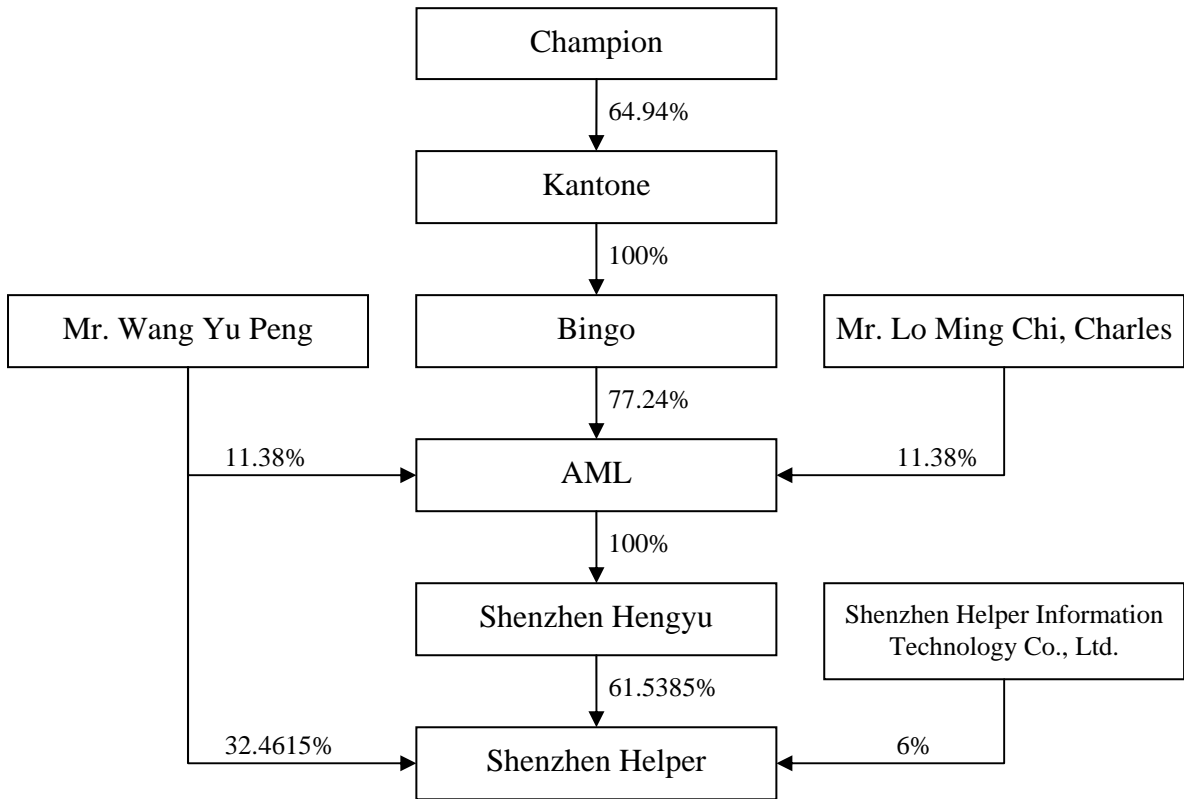 Champion
64.94%
Kantone
100%
Mr. Wang Yu Peng
Bingo
Mr. Lo Ming Chi, Charles
77.24%
11.38%
AML
11.38%
100%
Shenzhen Hengyu
Shenzhen Helper Information
Technology Co., Ltd.
61.5385%
32.4615%
Shenzhen Helper
6%